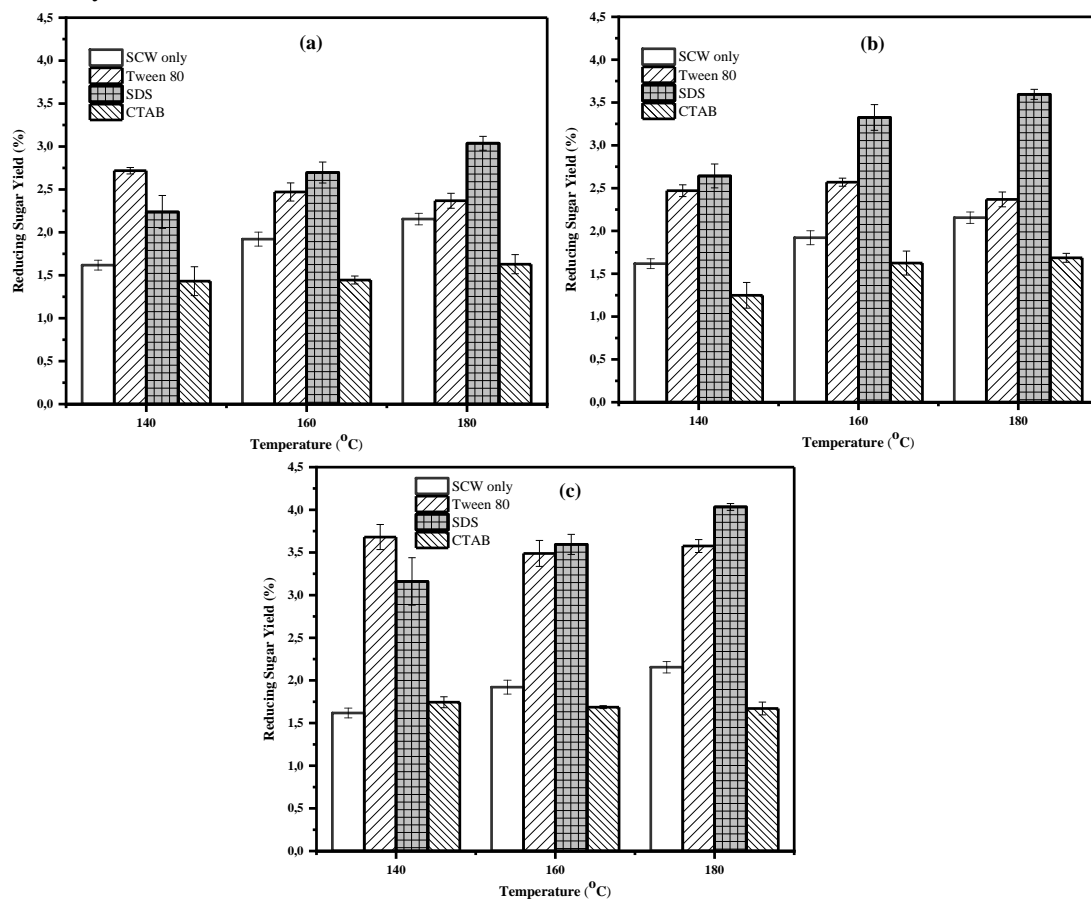 (a)
SCW only
Tween 80
SDS
CTAB
Reducing Sugar Yield (%)
4,5
4,0
3,5
3,0
2,5
2,0
1,5
1,0
0,5
0,0
140 160 180
Temperature (°C)
(b)
SCW only
Tween 80
SDS
CTAB
Reducing Sugar Yield (%)
4,5
4,0
3,5
3,0
2,5
2,0
1,5
1,0
0,5
0,0
140 160 180
Temperature (°C)
(c)
SCW only
Tween 80
SDS
CTAB
Reducing Sugar Yield (%)
4,5
4,0
3,5
3,0
2,5
2,0
1,5
1,0
0,5
0,0
140 160 180
Temperature (°C)